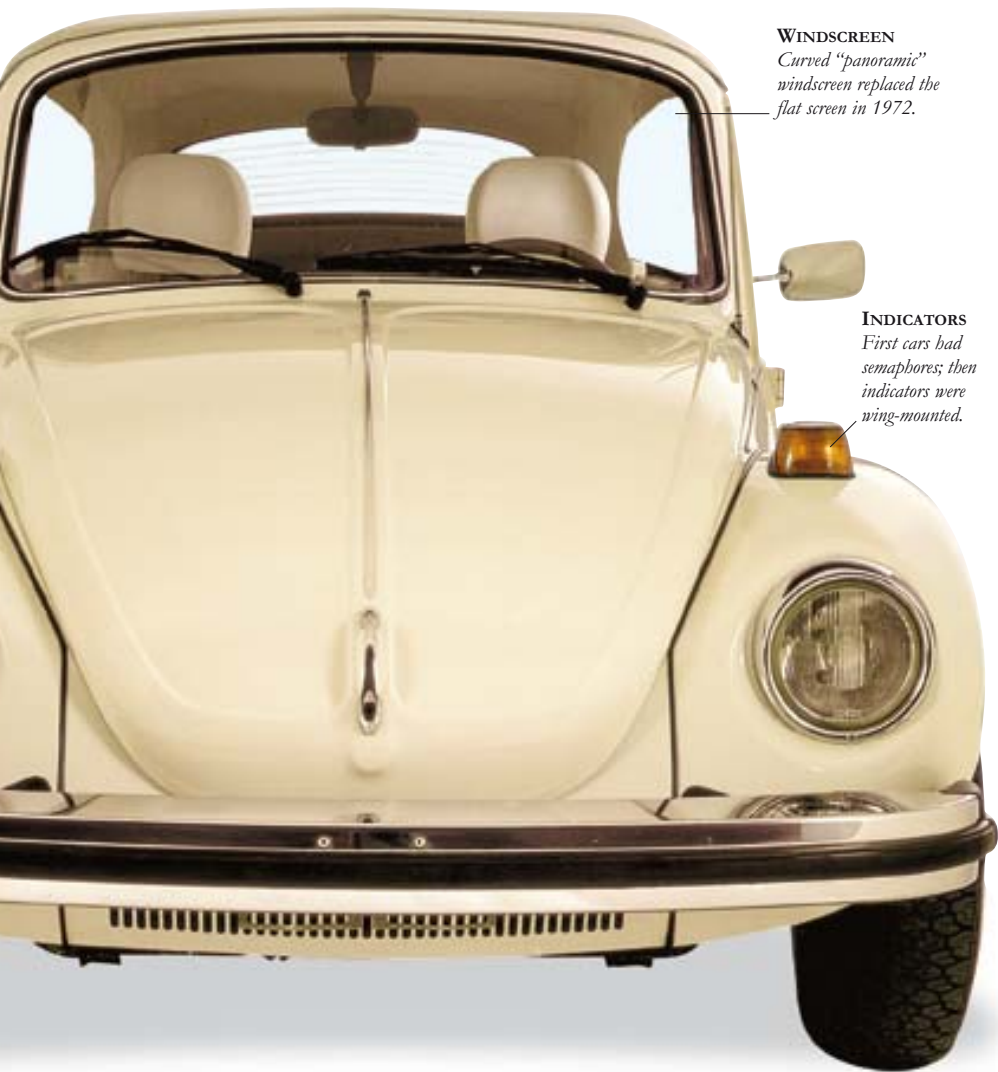 WINDSCREEN
Curved “panoramic”
windscreen replaced the
flat screen in 1972.
INDICATORS
First cars had
semaphores; then
indicators were
wing-mounted.